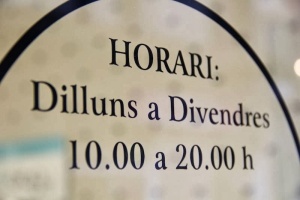 HORARI:
Dilluns a Divendres
10.00 a 20.00 h